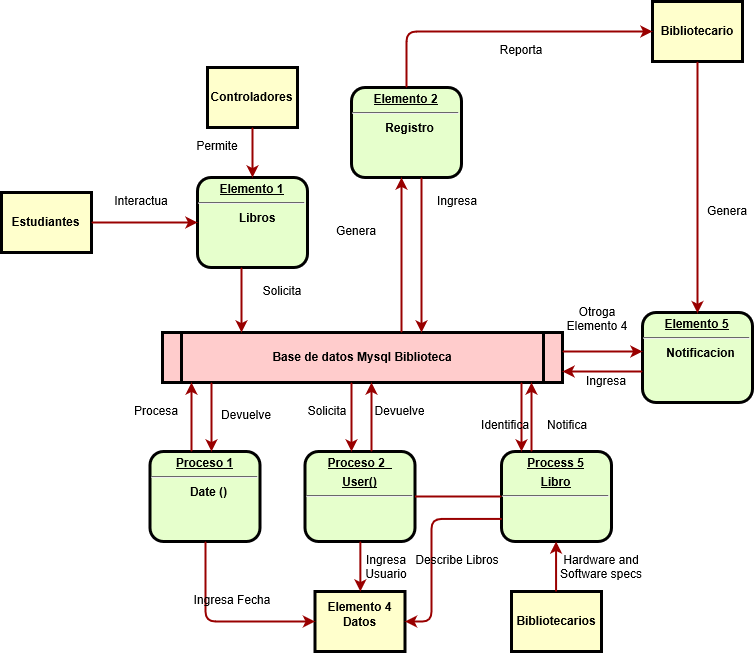 Bibliotecario
Reporta
Controladores
Elemento 2
Registro
Permite
Elemento 1
Libros
Interactua
Estudiantes
Ingresa
Genera
Genera
Solicita
Otroga
Elemento 4
Elemento 5
Notificacion
Base de datos Mysql Biblioteca
Ingresa
Procesa
Devuelve
Solicita
Devuelve
Identifica
Notifica
Proceso 1
Date ()
Proceso 2
User()
Process 5
Libro
Ingresa
Usuario
Describe Libros
Hardware and
Software specs
Ingresa Fecha
Elemento 4
Datos
Bibliotecarios